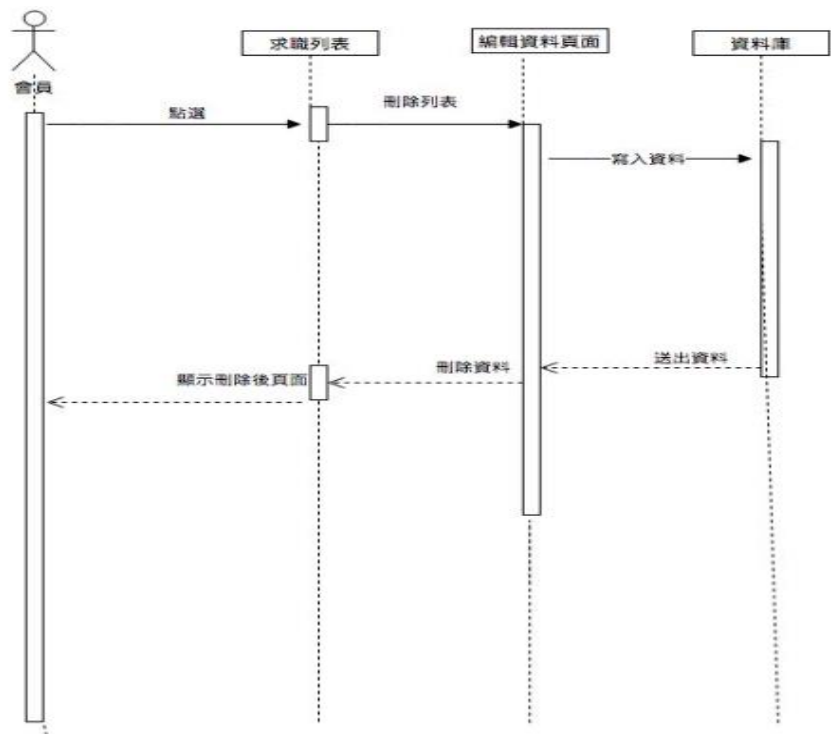 求職列表
編輯資料頁面
資料庫
會員
點選
刪除列表
寫入資料
送出資料
刪除資料
顯示刪除後頁面